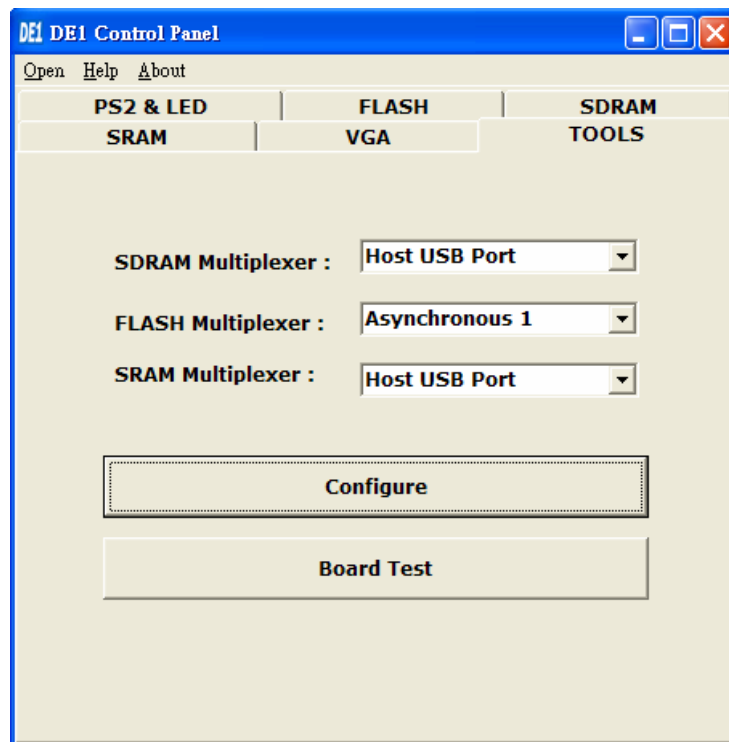 DE1 DE1 Control Panel
Open Help About
PS2 & LED FLASH SDRAM
SRAM VGA TOOLS
SDRAM Multiplexer : Host USB Port
FLASH Multiplexer : Asynchronous 1
SRAM Multiplexer : Host USB Port
Configure
Board Test